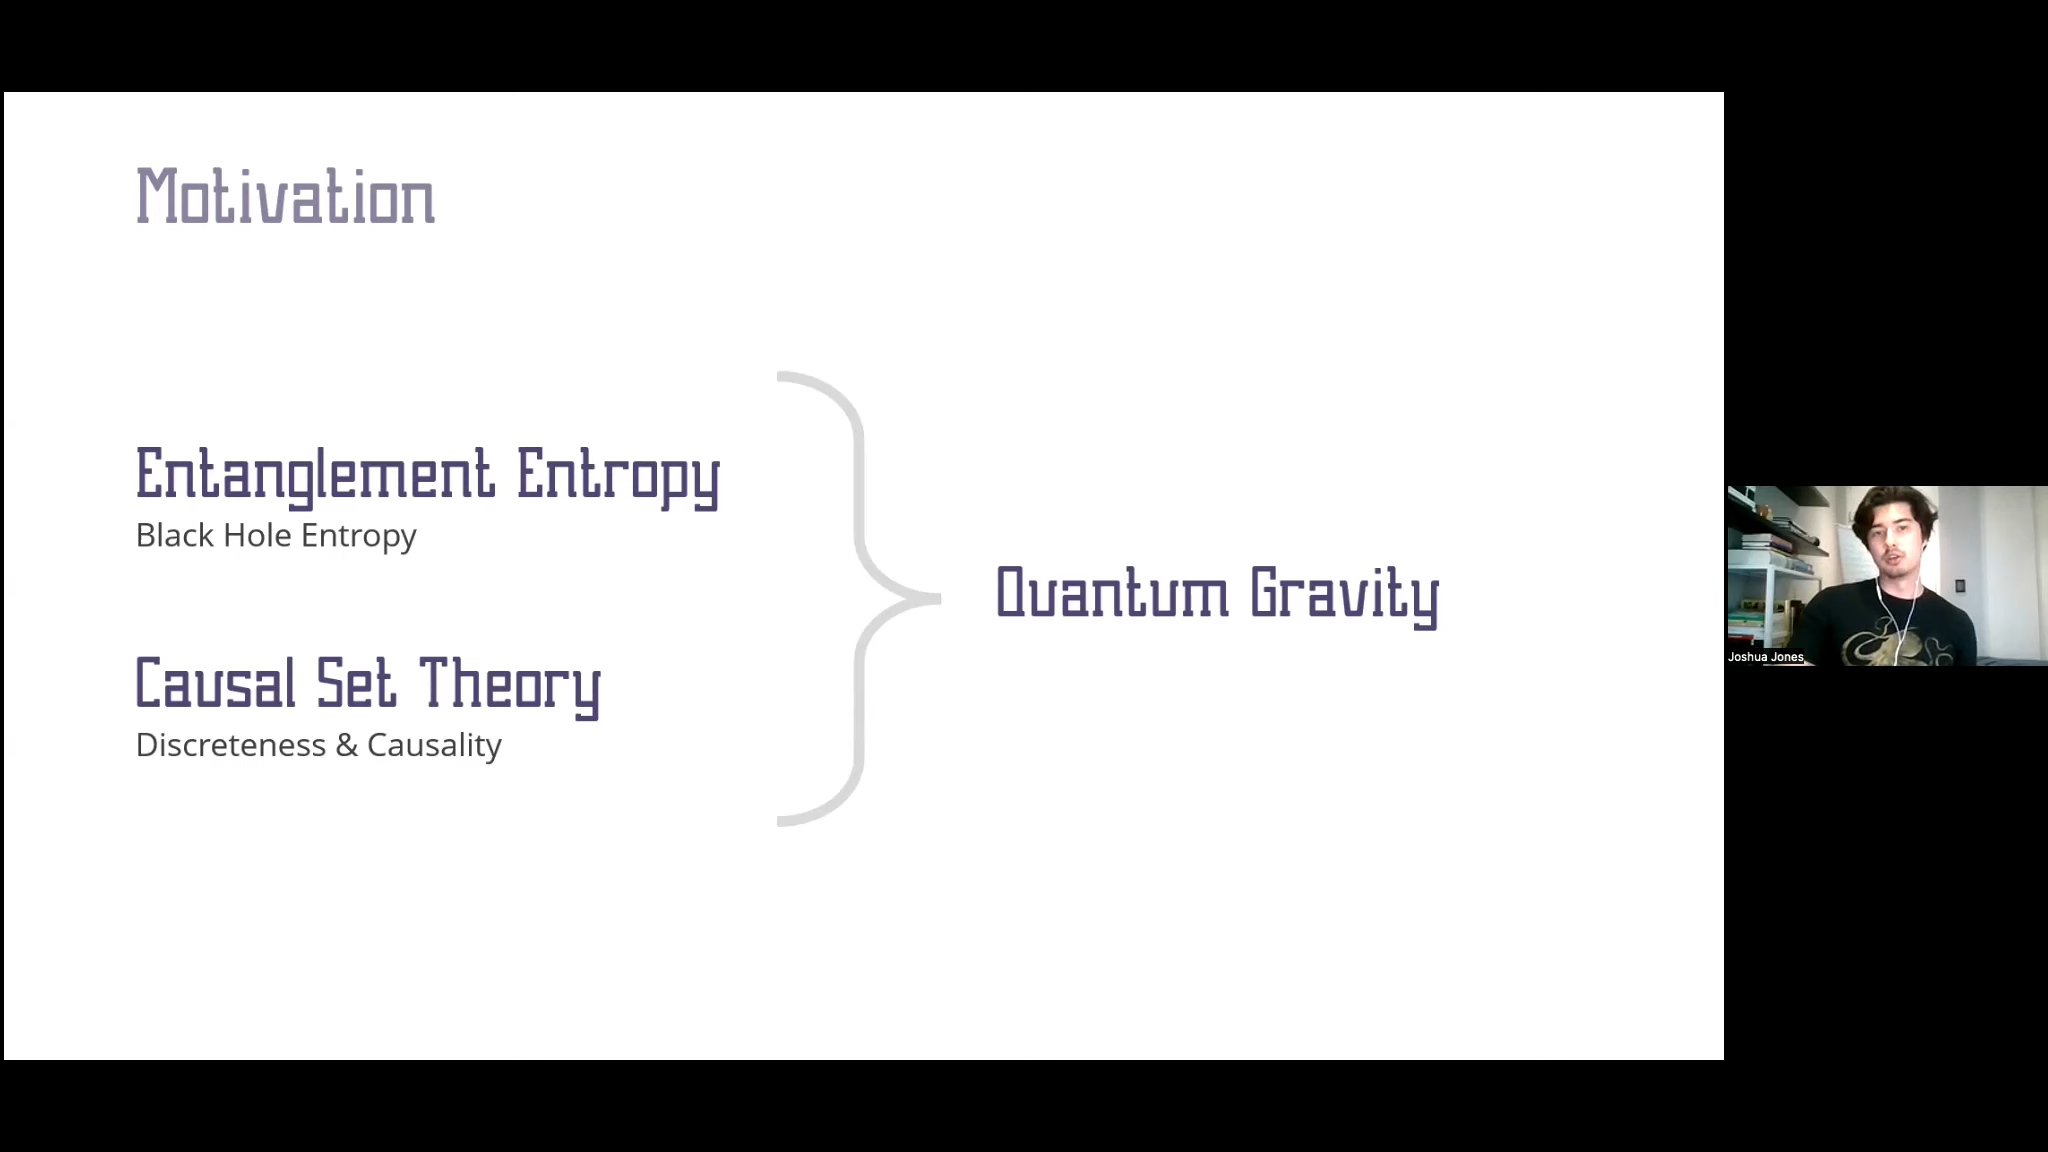 Motivation
Entanglement Entropy
Black Hole Entropy
Causal Set Theory
Discreteness & Causality
Quantum Gravity
Joshua Jones